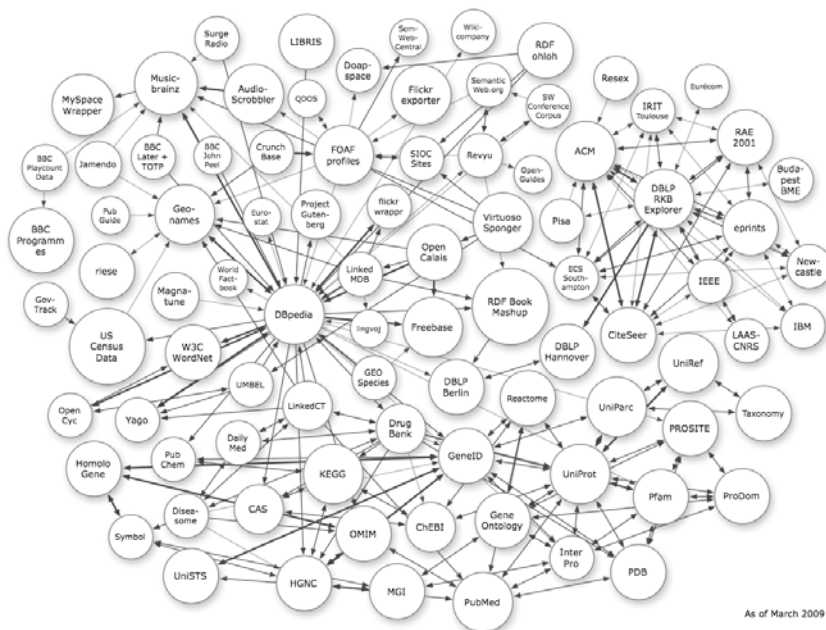 Surge
Radio
LIBRIS
Sem-
Web-
Central
Wiki-
company
Doap-
space
RDF
ohloh
Music-
brainz
Audio-
Scrobbler
MySpace
Wrapper
QDOS
Flickr
exporter
Semantic
Web.org
SW
Conference
Corpus
Resex
Eurécom
IRIT
Toulouse
RAE
2001
ACM
BBC
Playcount
Data
Jamendo
BBC
Later +
TOTP
BBC
John
Peel
Crunch
Base
FOAF
profiles
SIOC
Sites
Revyu
Open-
Guides
DBLP
RKB
Explorer
Buda-
pest
BME
Pub
Guide
Geo-
names
Euro-
stat
Project
Guten-
berg
flickr
wrappr
Virtuoso
Sponger
Pisa
eprints
BBC
Programm
es
riese
World
Fact-
book
Linked
MDB
Open
Calais
ECS
South-
ampton
IEEE
New-
castle
Gov-
Track
Magna-
tune
DBpedia
RDF Book
Mashup
US
Census
Data
W3C
WordNet
lingvoj
Freebase
DBLP
Hannover
CiteSeer
LAAS-
CNRS
IBM
Open
Cyc
Yago
UMBEL
GEO
Species
DBLP
Berlin
UniRef
LinkedCT
Reactome
UniParc
Taxonomy
Drug
Bank
PROSITE
Homolo
Gene
Pub
Chem
Daily
Med
KEGG
GeneID
UniProt
Pfam
ProDom
Symbol
Disea-
some
CAS
OMIM
ChEBI
Gene
Ontology
Inter
Pro
UniSTS
HGNC
MGI
PubMed
PDB
As of March 2009